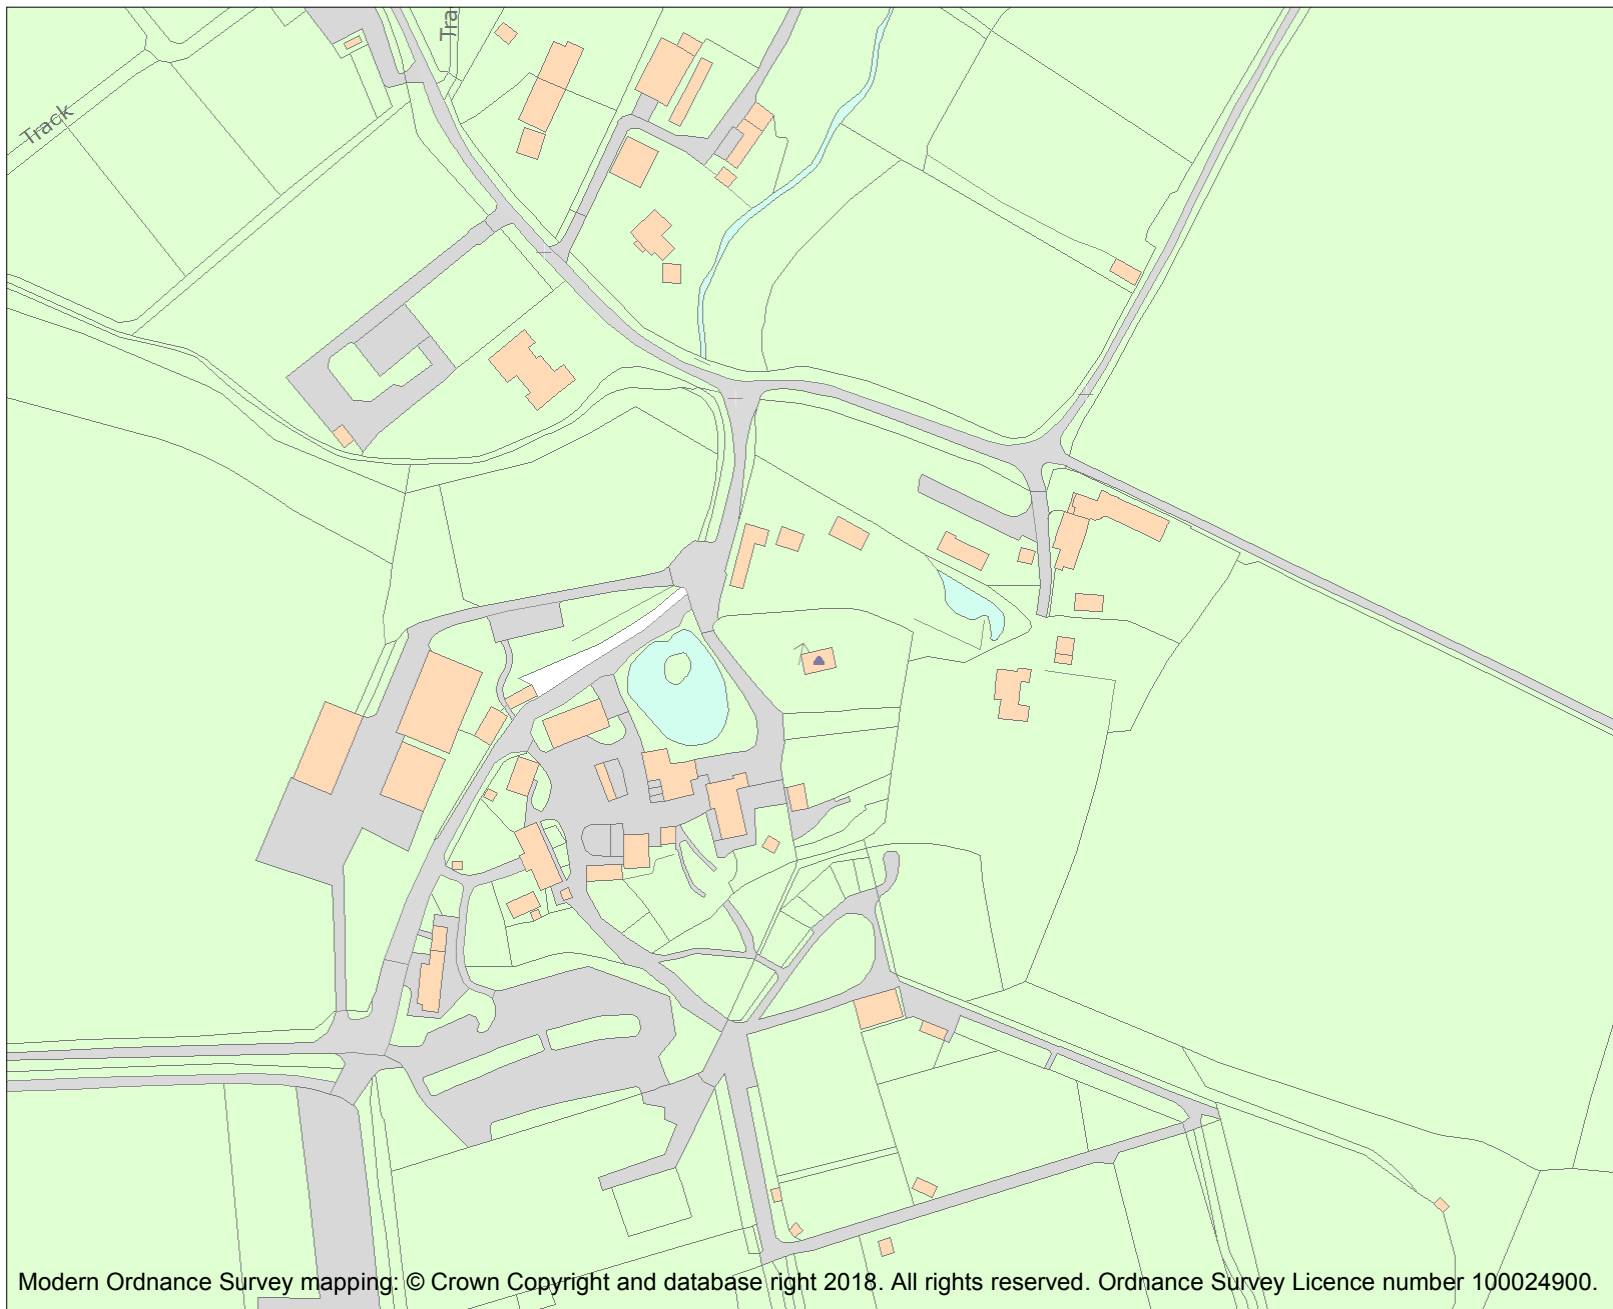 Tra
Track
Modern Ordnance Survey mapping: © Crown Copyright and database right 2018. All rights reserved. Ordnance Survey Licence number 100024900.